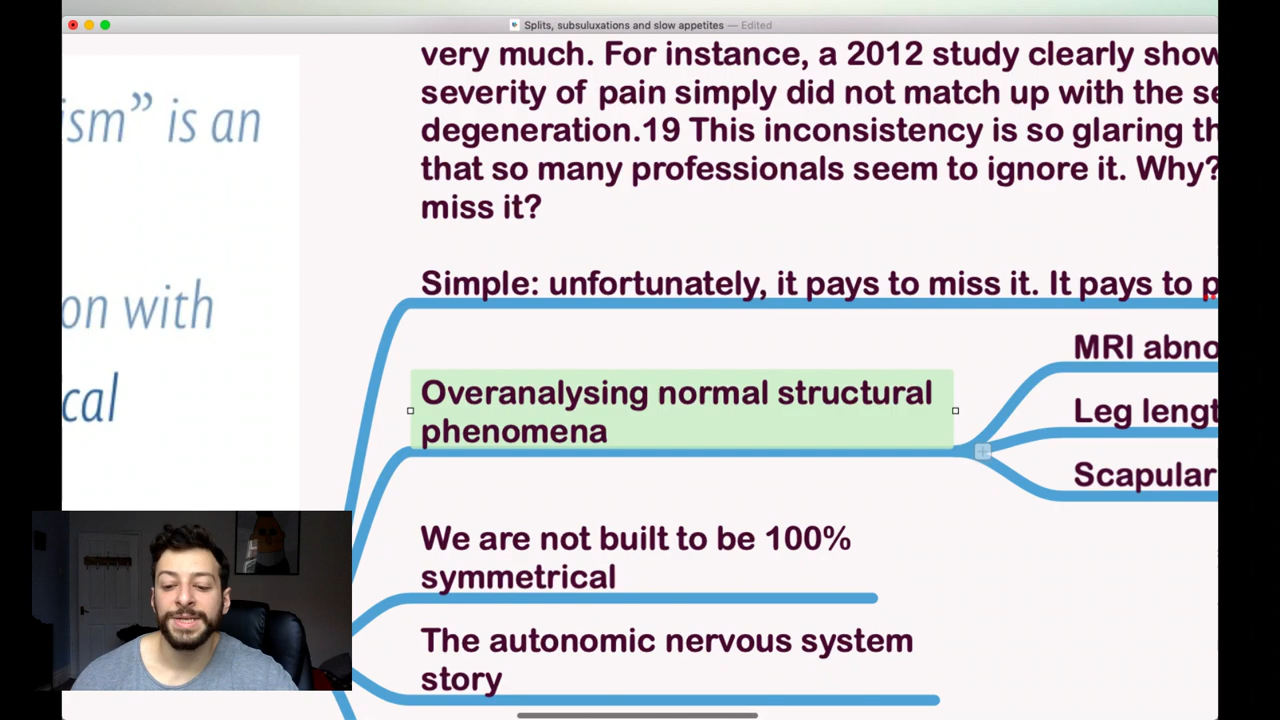 Splits, subsuluxations and slow appetites — Edited
very much. For instance, a 2012 study clearly show
severity of pain simply did not match up with the se
degeneration.19 This inconsistency is so glaring th
that so many professionals seem to ignore it. Why?
miss it?
Simple: unfortunately, it pays to miss it. It pays to p
ism” is an
on with
cal
Overanalysing normal structural
phenomena
MRI abno
Leg lengt
Scapular
We are not built to be 100%
symmetrical
The autonomic nervous system
story